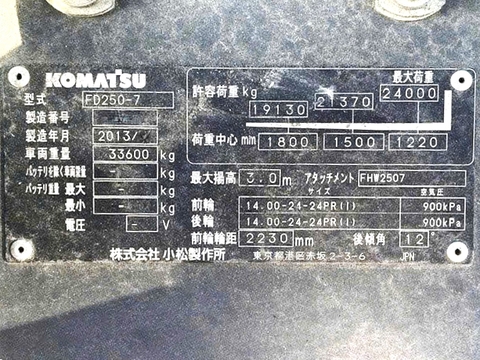 KOMATSU
型式 FD250-7
製造番号 -
製造年月 2013/
車両重量 33600 kg
バッテリを除く車両重量 - kg
バッテリ重量 最大 - kg
最小 - kg
電圧 - V
許容荷重 kg 最大荷重
19130 21370 24000
荷重中心 mm 1800 1500 1220
最大揚高 3.0 m アタッチメント FHW2507
サイズ 空気圧
前輪 14.00-24-24PR(I) 900kPa
後輪 14.00-24-24PR(I) 900kPa
前輪輪距 2230 mm 後傾角 12
株式会社 小松製作所 東京都港区赤坂2-3-6 JPN